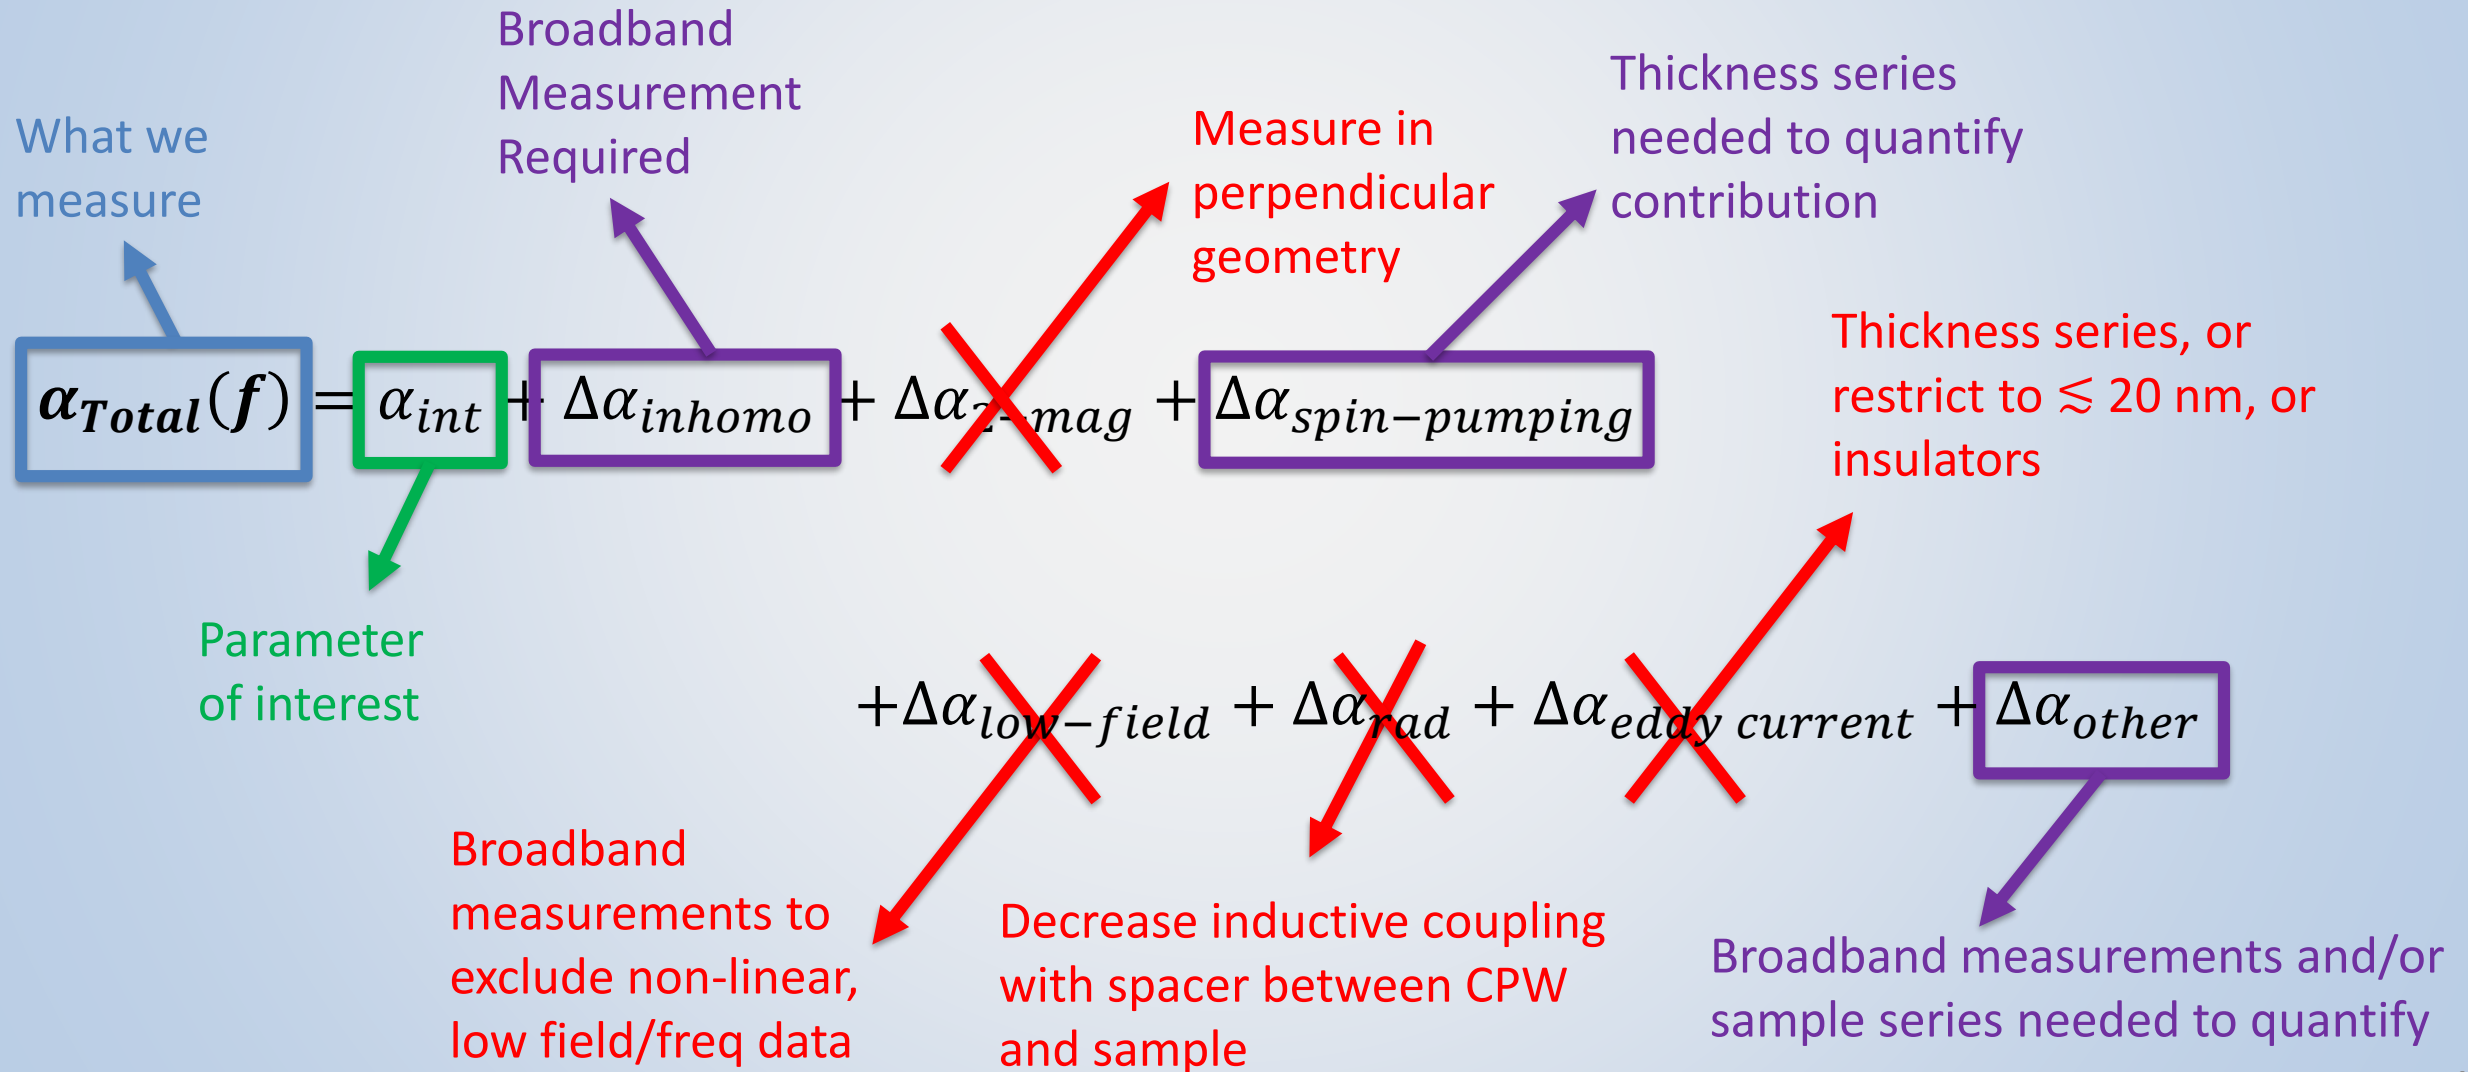 Broadband
Measurement
Required
What we
measure
Measure in
perpendicular
geometry
Thickness series
needed to quantify
contribution
Thickness series, or
restrict to ≲ 20 nm, or
insulators
α_Total(f) = α_int + Δα_inhomo + Δα_2-mag + Δα_spin-pumping
Parameter
of interest
+Δα_low-field + Δα_rad + Δα_eddy current + Δα_other
Broadband
measurements to
exclude non-linear,
low field/freq data
Decrease inductive coupling
with spacer between CPW
and sample
Broadband measurements and/or
sample series needed to quantify